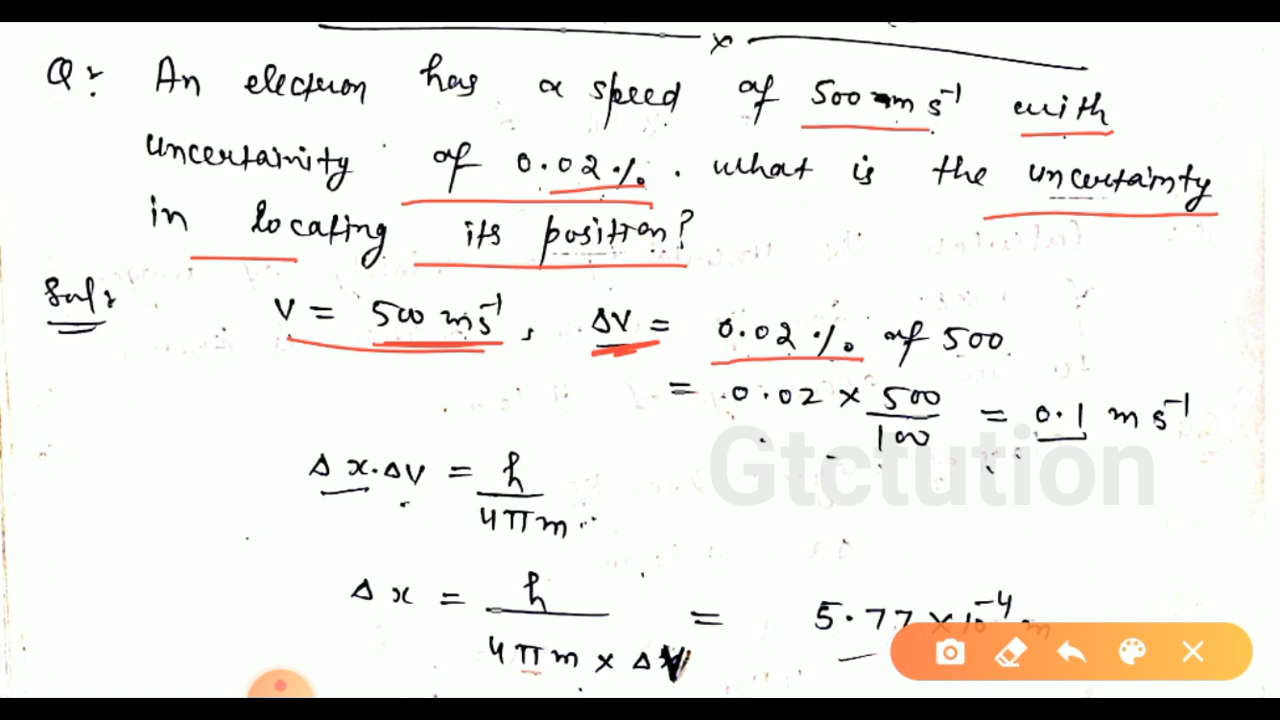 Q: An electron has a speed of 500 m s⁻¹ with
uncertainity of 0.02%. what is the uncertainty
in locating its position?
Sol:
V = 500 ms⁻¹, ΔV = 0.02% of 500
= 0.02 × 500/100 = 0.1 m s⁻¹
Gtctution
Δx.ΔV = h/4πm
Δx = h/4πm × ΔV = 5.77 × 10⁻⁴ m